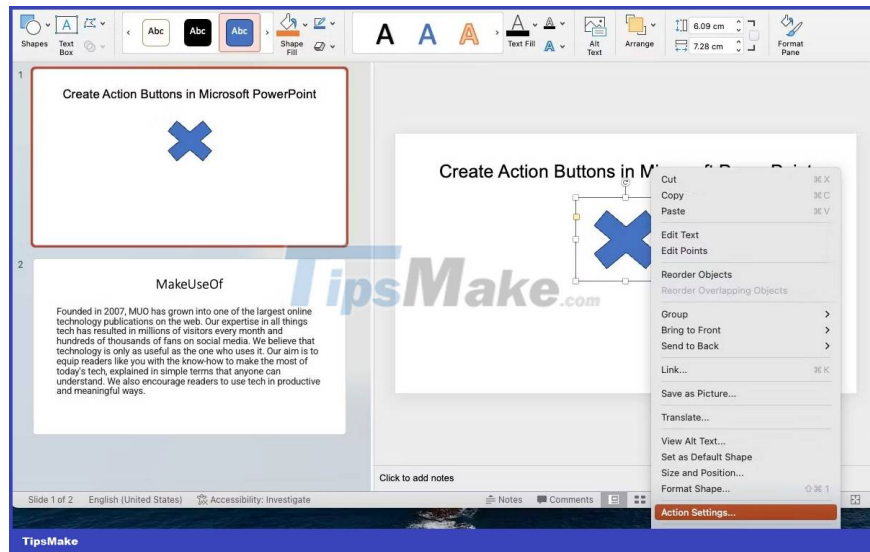 Shapes
Text
Box
Abc
Abc
Abc
Shape
Fill
A
A
A
A
Text Fill
A
A
Alt
Text
Arrange
6.09 cm
7.28 cm
Format
Pane
1
Create Action Buttons in Microsoft PowerPoint
2
MakeUseOf
Founded in 2007, MUO has grown into one of the largest online
technology publications on the web. Our expertise in all things
tech has resulted in millions of visitors every month and
hundreds of thousands of fans on social media. We believe that
technology is only as useful as the one who uses it. Our aim is to
equip readers like you with the know-how to make the most of
today's tech, explained in simple terms that anyone can
understand. We also encourage readers to use tech in productive
and meaningful ways.
Create Action Buttons in
Cut ⌘ X
Copy ⌘ C
Paste ⌘ V
Edit Text
Edit Points
Reorder Objects
Reorder Overlapping Objects
Group
Bring to Front
Send to Back
Link... ⌘ K
Save as Picture...
Translate...
View Alt Text...
Set as Default Shape
Size and Position...
Format Shape... ⇧ ⌘ 1
Action Settings...
TipsMake.com
Click to add notes
Slide 1 of 2 English (United States) Accessibility: Investigate Notes Comments
TipsMake